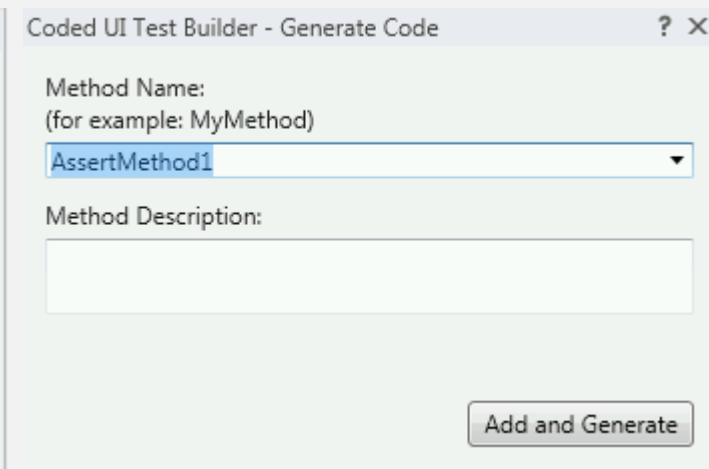 Coded UI Test Builder - Generate Code ? ×
Method Name:
(for example: MyMethod)
AssertMethod1
Method Description:
Add and Generate